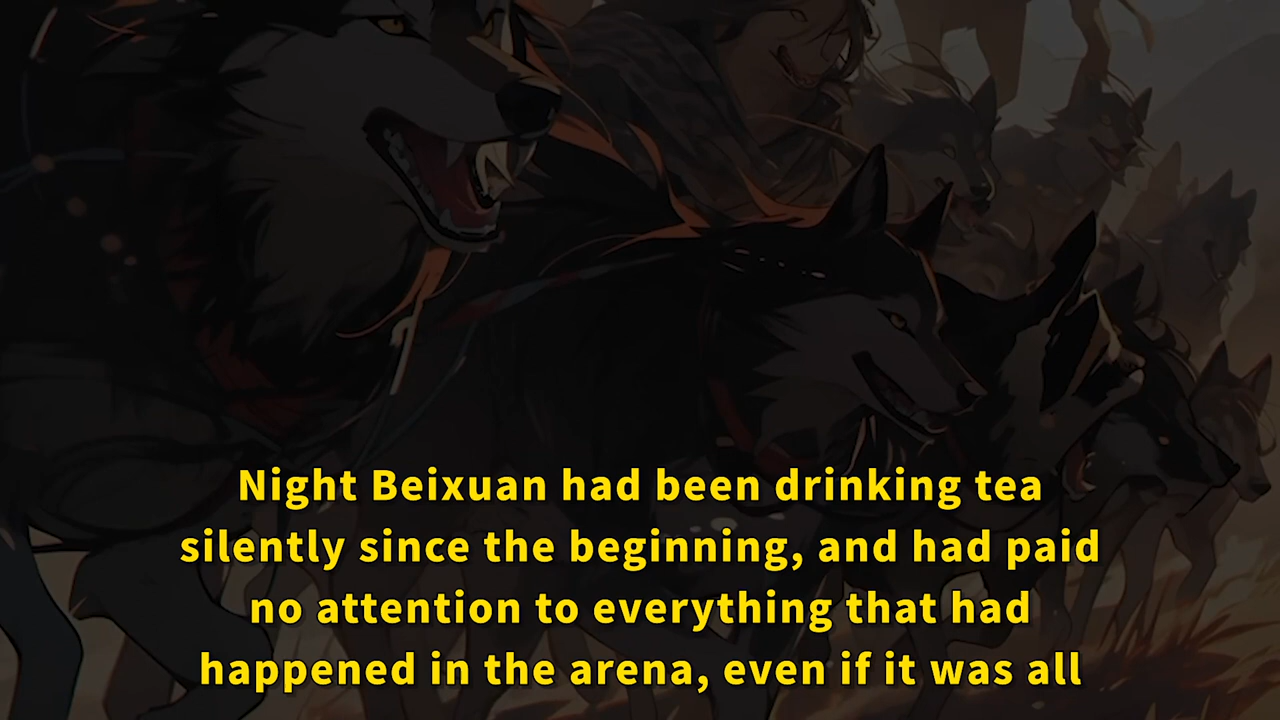 Night Beixuan had been drinking tea
silently since the beginning, and had paid
no attention to everything that had
happened in the arena, even if it was all